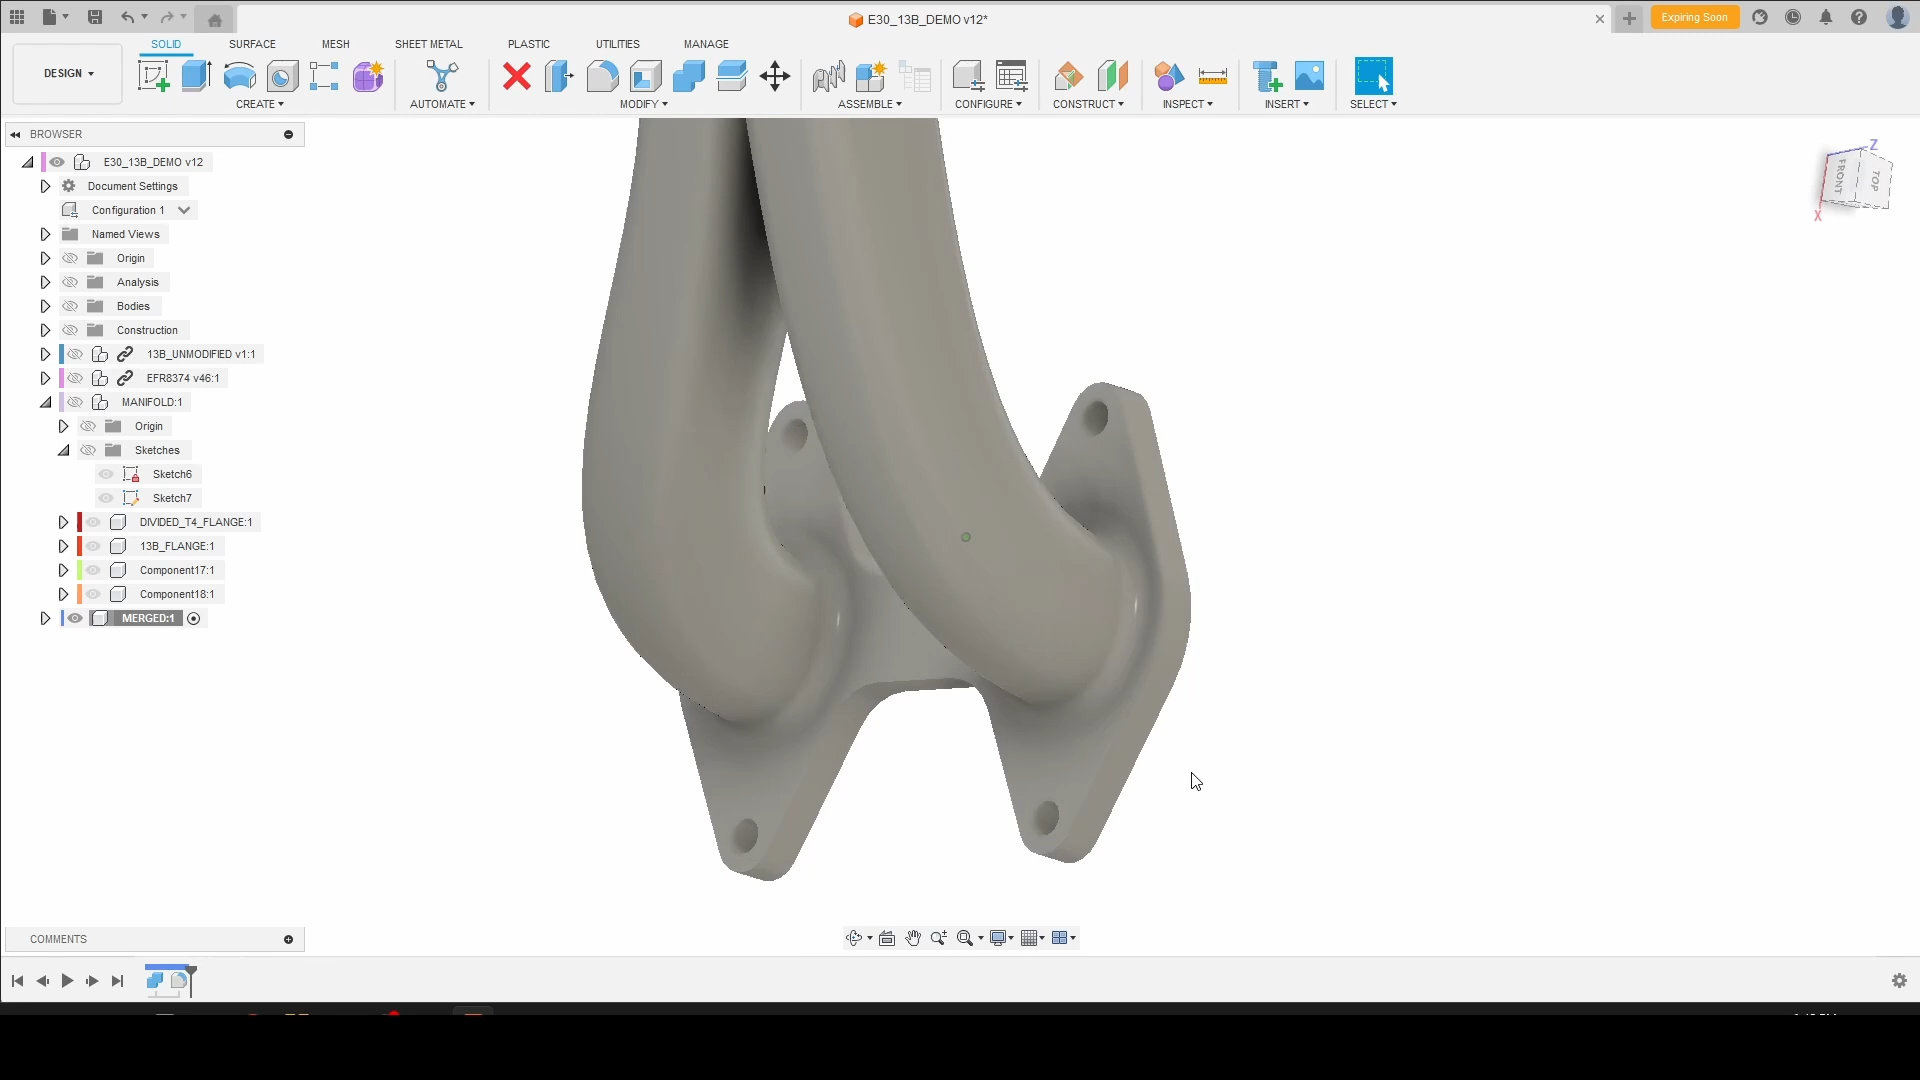 E30_13B_DEMO v12*
Expiring Soon
DESIGN
SOLID
SURFACE
MESH
SHEET METAL
PLASTIC
UTILITIES
MANAGE
CREATE
AUTOMATE
MODIFY
ASSEMBLE
CONFIGURE
CONSTRUCT
INSPECT
INSERT
SELECT
BROWSER
E30_13B_DEMO v12
Document Settings
Configuration 1
Named Views
Origin
Analysis
Bodies
Construction
13B_UNMODIFIED v1:1
EFR8374 v46:1
MANIFOLD:1
Origin
Sketches
Sketch6
Sketch7
DIVIDED_T4_FLANGE:1
13B_FLANGE:1
Component17:1
Component18:1
MERGED:1
Z
FRONT
TOP
X
COMMENTS